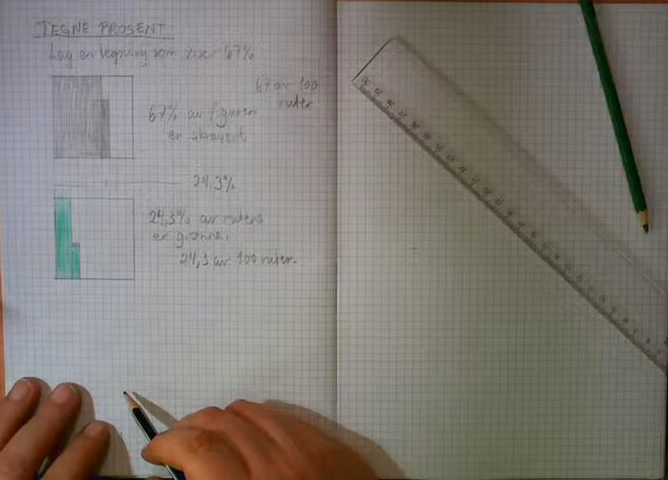 TEGNE PROSENT
Lag en tegning som viser 67%
67 av 100
ruter
67% av figuren
er skravert
24,3%
24,3% av rutene
er grønne.
24,3 av 100 ruter.